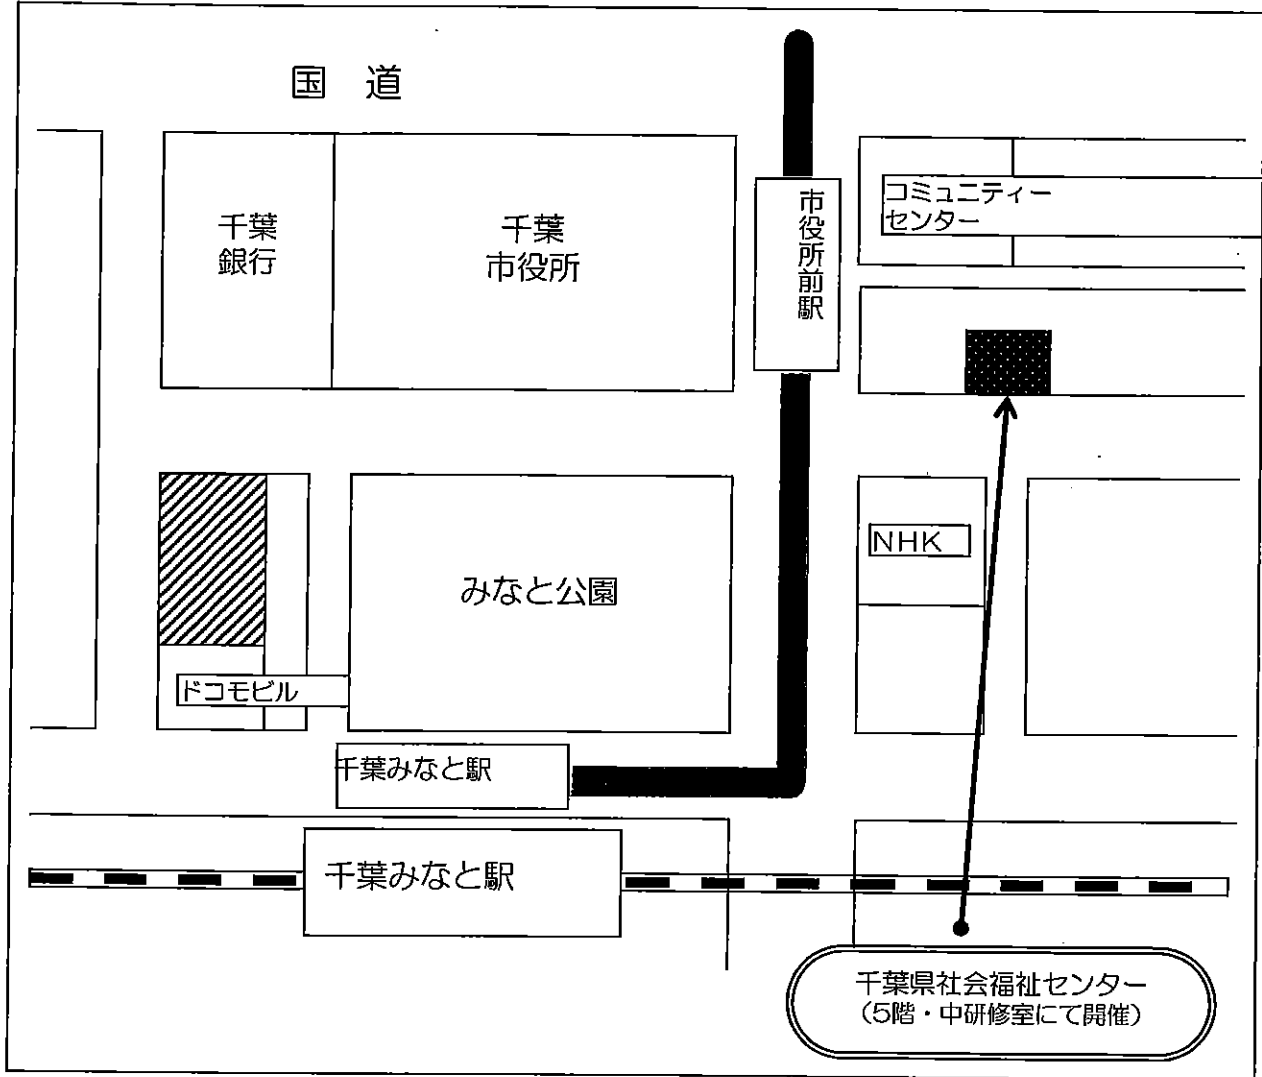 国 道
千葉
銀行
千葉
市役所
市役所前駅
コミュニティー
センター
NHK
みなと公園
ドコモビル
千葉みなと駅
千葉みなと駅
千葉県社会福祉センター
（5階・中研修室にて開催）